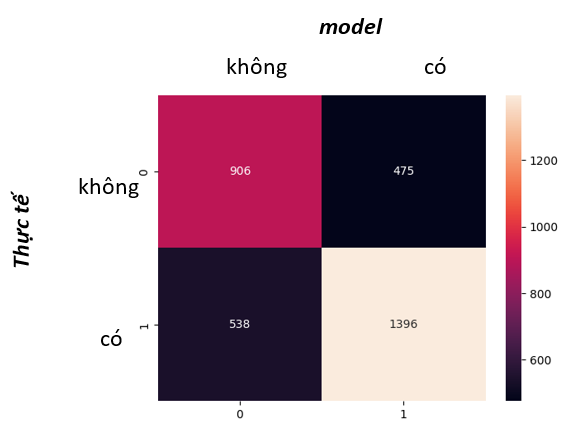 model
không có
0 906 475
không
Thực tế
1 538 1396
có
0 1
1200
1000
800
600